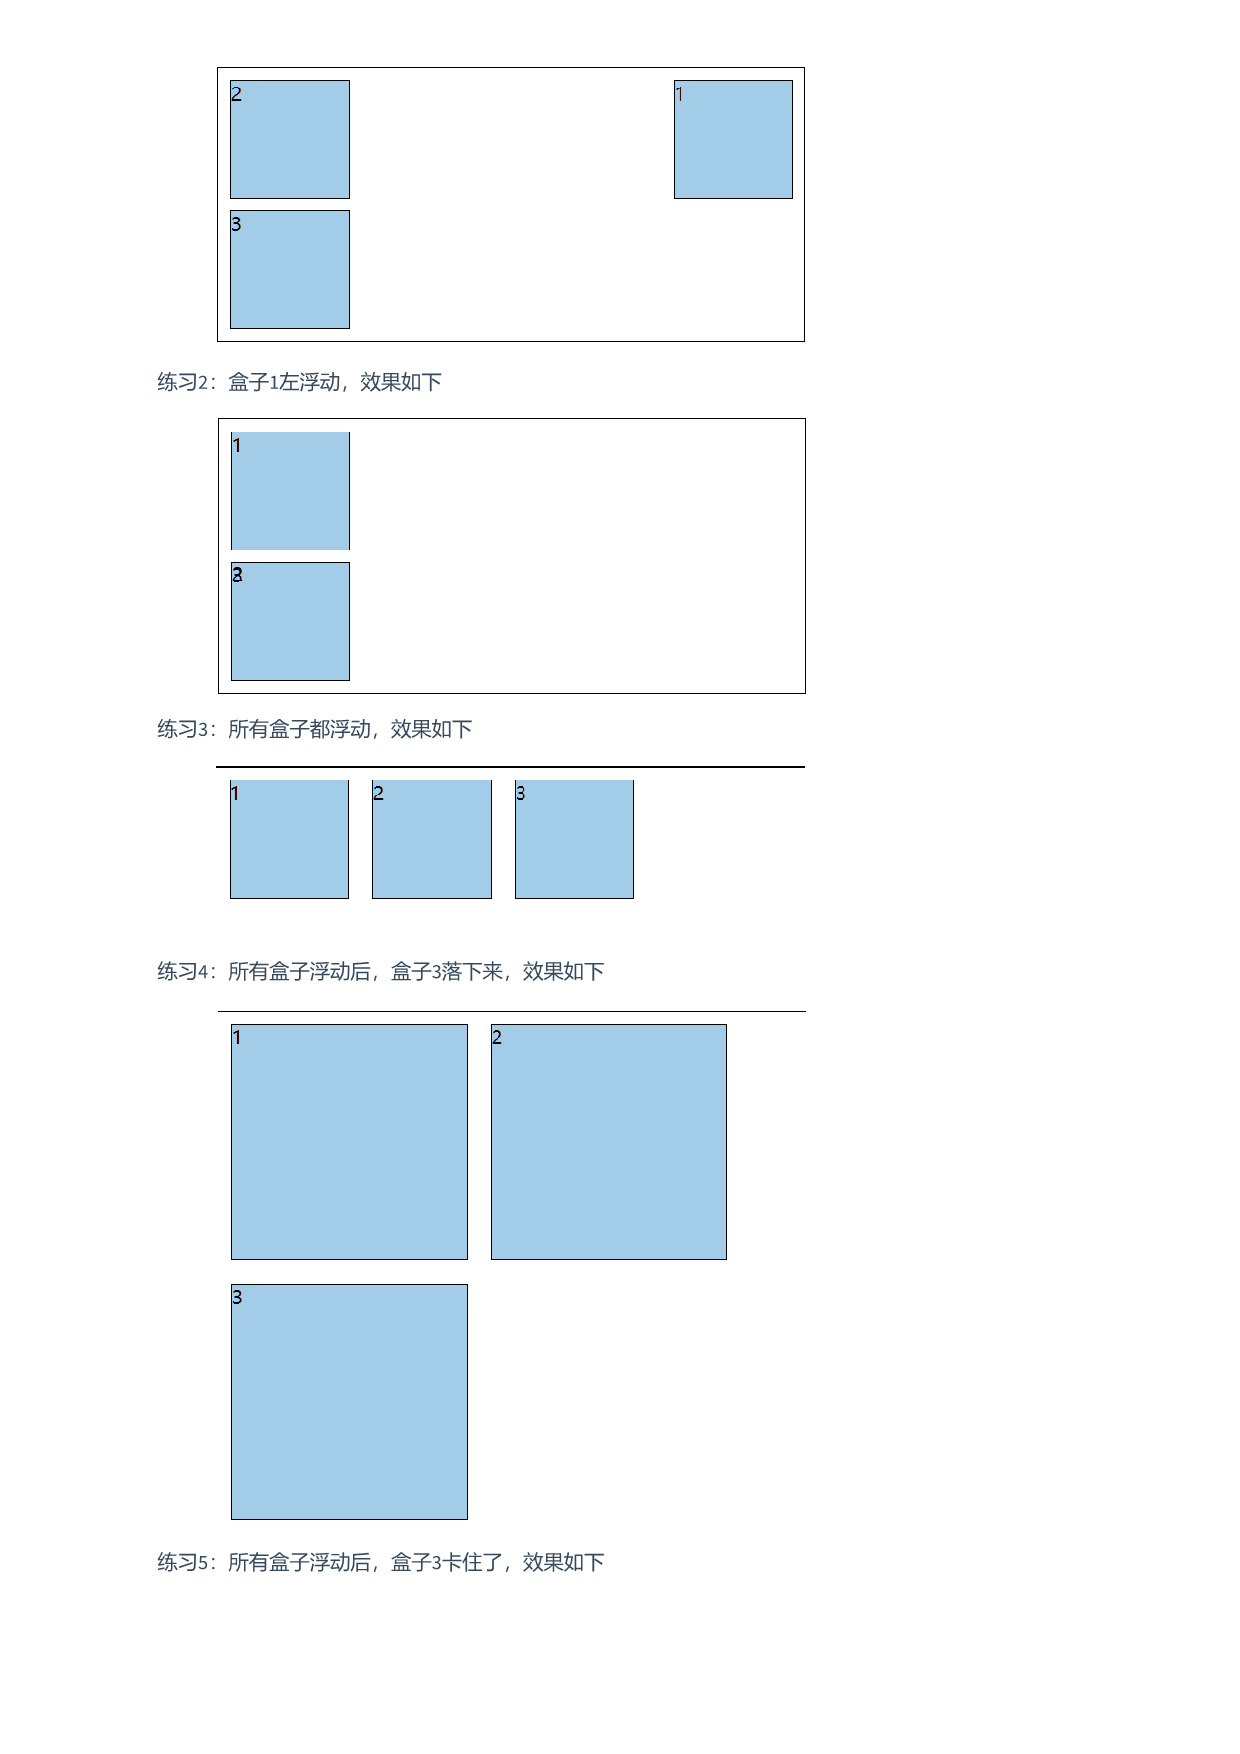 2 1
3
练习2：盒子1左浮动，效果如下
1
练习3：所有盒子都浮动，效果如下
1 2 3
练习4：所有盒子浮动后，盒子3落下来，效果如下
1 2
3
练习5：所有盒子浮动后，盒子3卡住了，效果如下